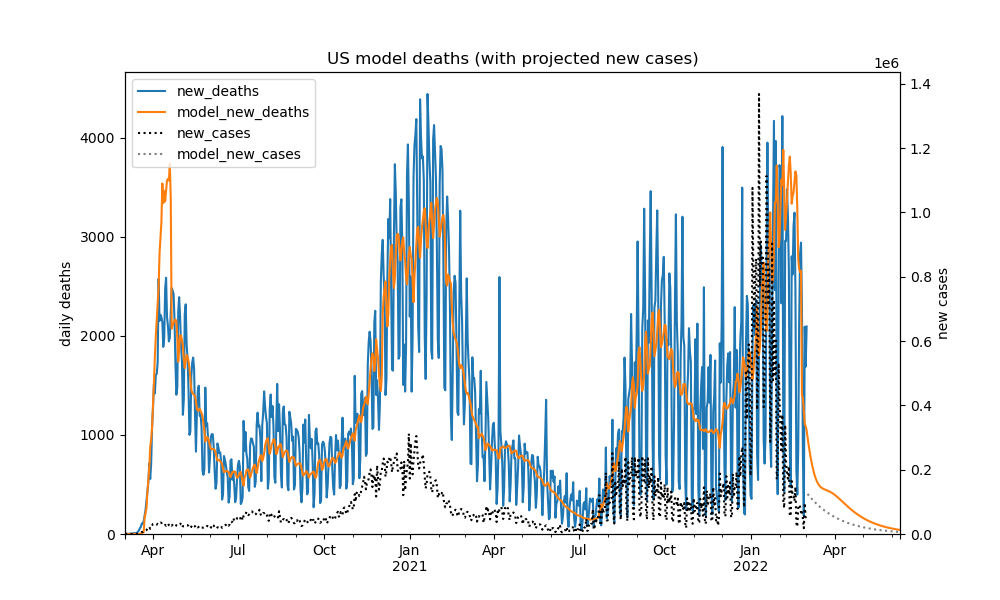 US model deaths (with projected new cases)
1e6
new_deaths
model_new_deaths
new_cases
model_new_cases
daily deaths
4000
3000
2000
1000
0
1.4
1.2
1.0
0.8
0.6
0.4
0.2
0.0
new cases
Apr Jul Oct Jan Apr Jul Oct Jan Apr
2021 2022